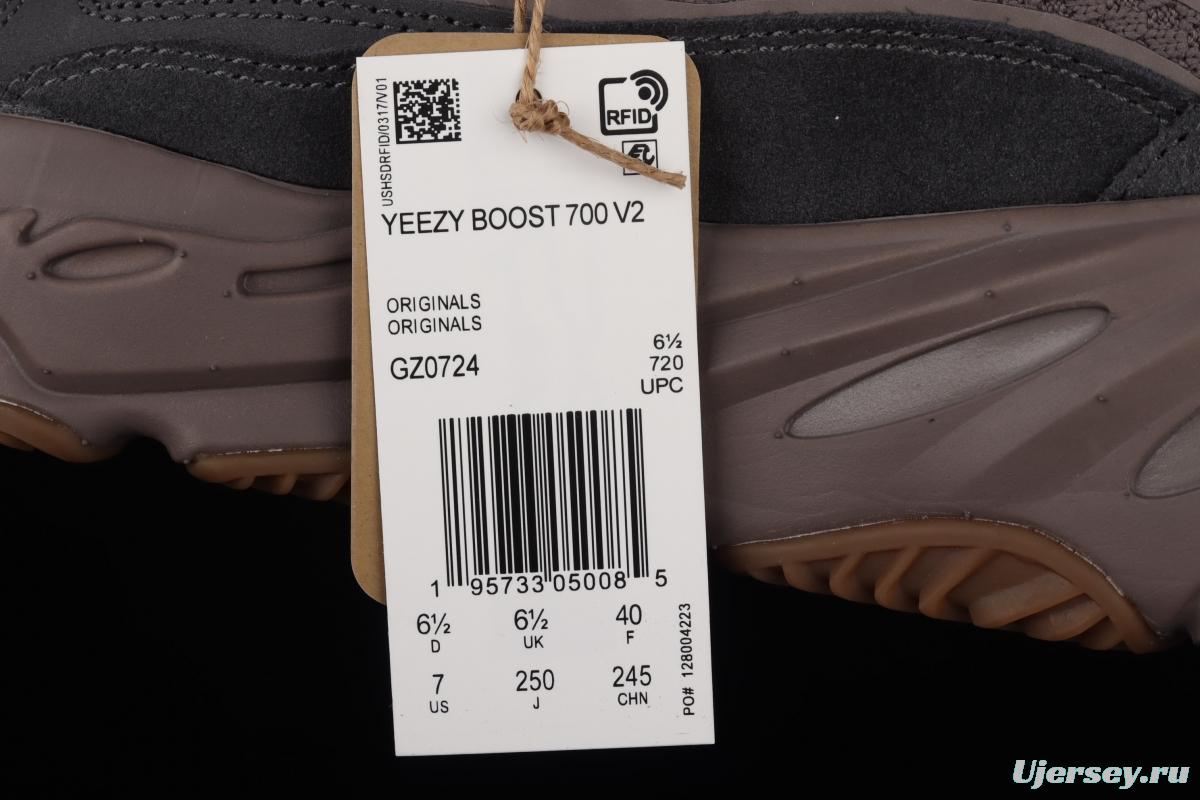 USHSDRFID/0317/V01
RFID
YEEZY BOOST 700 V2
ORIGINALS
ORIGINALS
GZ0724
6½
720
UPC
1 95733 05008 5
6½ 6½ 40
D UK F
7 250 245
US J CHN
PO# 128004223
Ujersey.ru